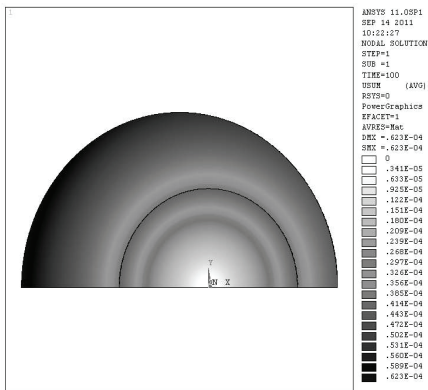 1
ANSYS 11.0SP1
SEP 14 2011
10:22:27
NODAL SOLUTION
STEP=1
SUB =1
TIME=100
USUM (AVG)
RSYS=0
PowerGraphics
EFACET=1
AVRES=Mat
DMX =.623E-04
SMX =.623E-04
0
.341E-05
.633E-05
.925E-05
.122E-04
.151E-04
.180E-04
.209E-04
.239E-04
.268E-04
.297E-04
.326E-04
.356E-04
.385E-04
.414E-04
.443E-04
.472E-04
.502E-04
.531E-04
.560E-04
.589E-04
.623E-04
Y
X